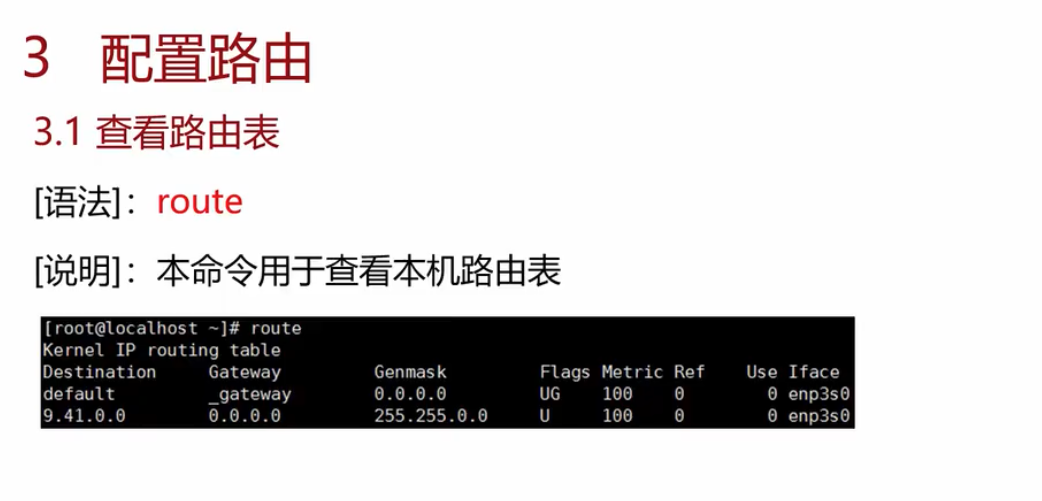 3 配置路由
3.1 查看路由表
[语法]：route
[说明]：本命令用于查看本机路由表
[root@localhost ~]# route
Kernel IP routing table
Destination Gateway Genmask Flags Metric Ref Use Iface
default _gateway 0.0.0.0 UG 100 0 0 enp3s0
9.41.0.0 0.0.0.0 255.255.0.0 U 100 0 0 enp3s0